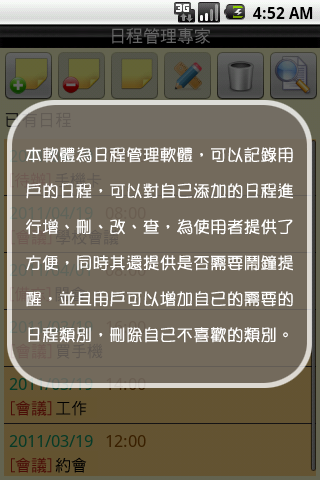 3G 4:52 AM
日程管理專家
已有日程
本軟體為日程管理軟體，可以記錄用
戶的日程，可以對自己添加的日程進
行增、刪、改、查，為使用者提供了
方便，同時其還提供是否需要鬧鐘提
醒，並且用戶可以增加自己的需要的
日程類別，刪除自己不喜歡的類別。
2011/03/19 14:00
[會議] 工作
2011/03/19 12:00
[會議] 約會